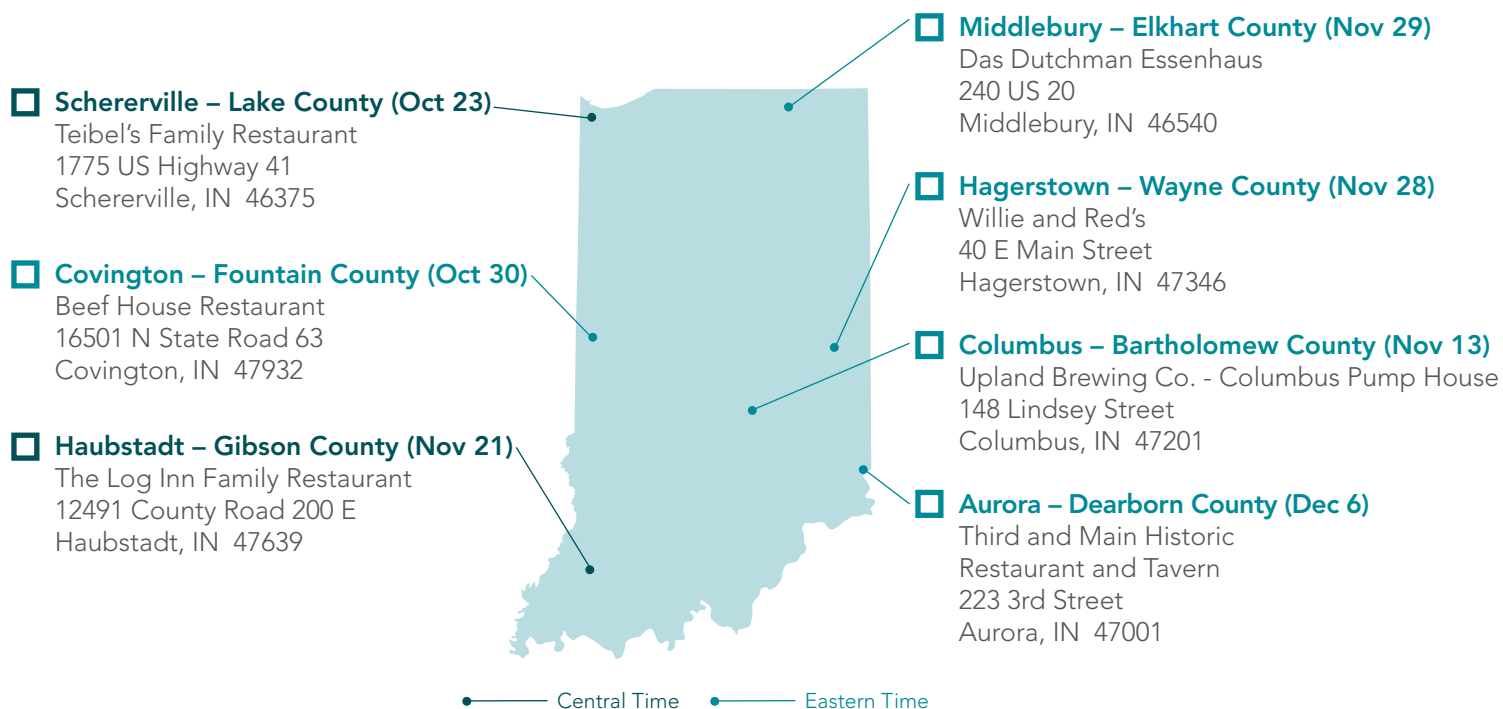 Schererville – Lake County (Oct 23)
Teibel’s Family Restaurant
1775 US Highway 41
Schererville, IN  46375
Covington – Fountain County (Oct 30)
Beef House Restaurant
16501 N State Road 63
Covington, IN  47932
Haubstadt – Gibson County (Nov 21)
The Log Inn Family Restaurant
12491 County Road 200 E
Haubstadt, IN  47639
Middlebury – Elkhart County (Nov 29)
Das Dutchman Essenhaus
240 US 20
Middlebury, IN  46540
Hagerstown – Wayne County (Nov 28)
Willie and Red’s
40 E Main Street
Hagerstown, IN  47346
Columbus – Bartholomew County (Nov 13)
Upland Brewing Co. - Columbus Pump House
148 Lindsey Street
Columbus, IN  47201
Aurora – Dearborn County (Dec 6)
Third and Main Historic
Restaurant and Tavern
223 3rd Street
Aurora, IN  47001
Central Time
Eastern Time